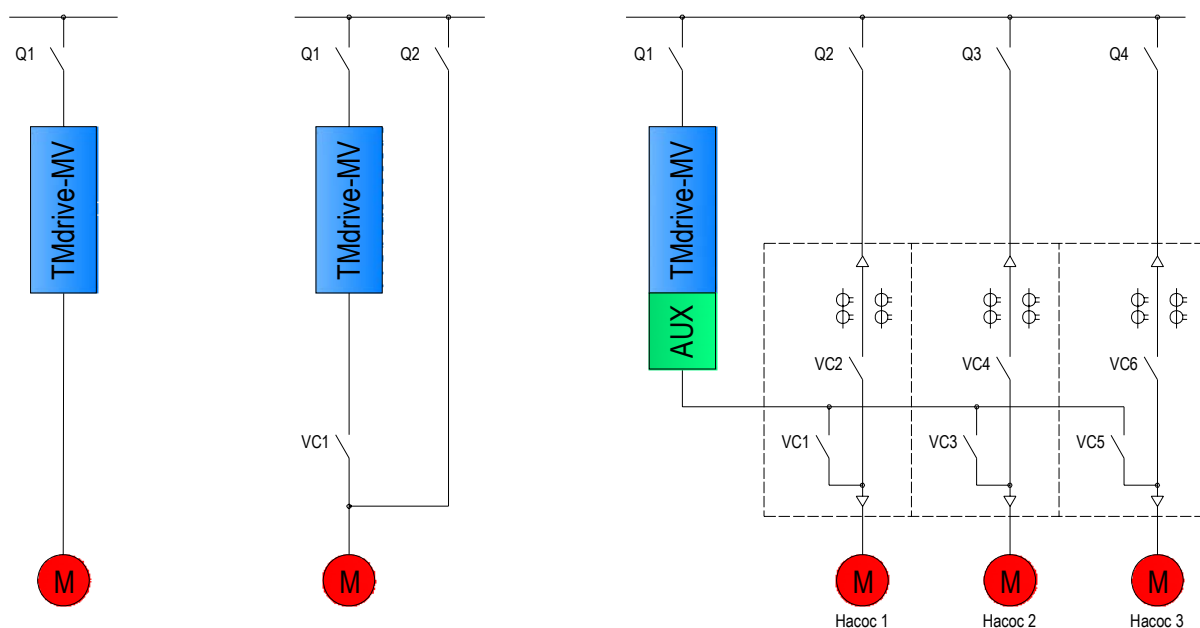 Q1
Q1
Q2
Q1
Q2
Q3
Q4
TMdrive-MV
TMdrive-MV
TMdrive-MV
AUX
VC2
VC4
VC6
VC1
VC1
VC3
VC5
M
M
M
M
M
Насос 1
Насос 2
Насос 3